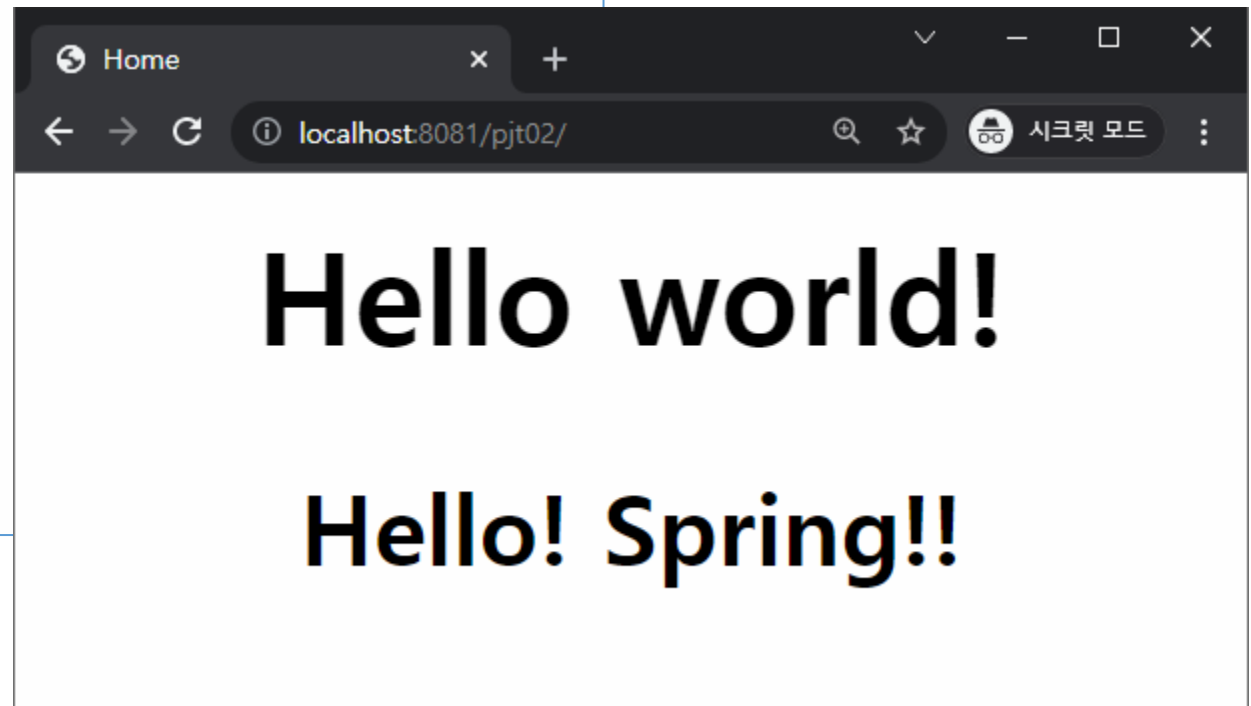 Home
localhost:8081/pjt02/
시크릿 모드
Hello world!
Hello! Spring!!